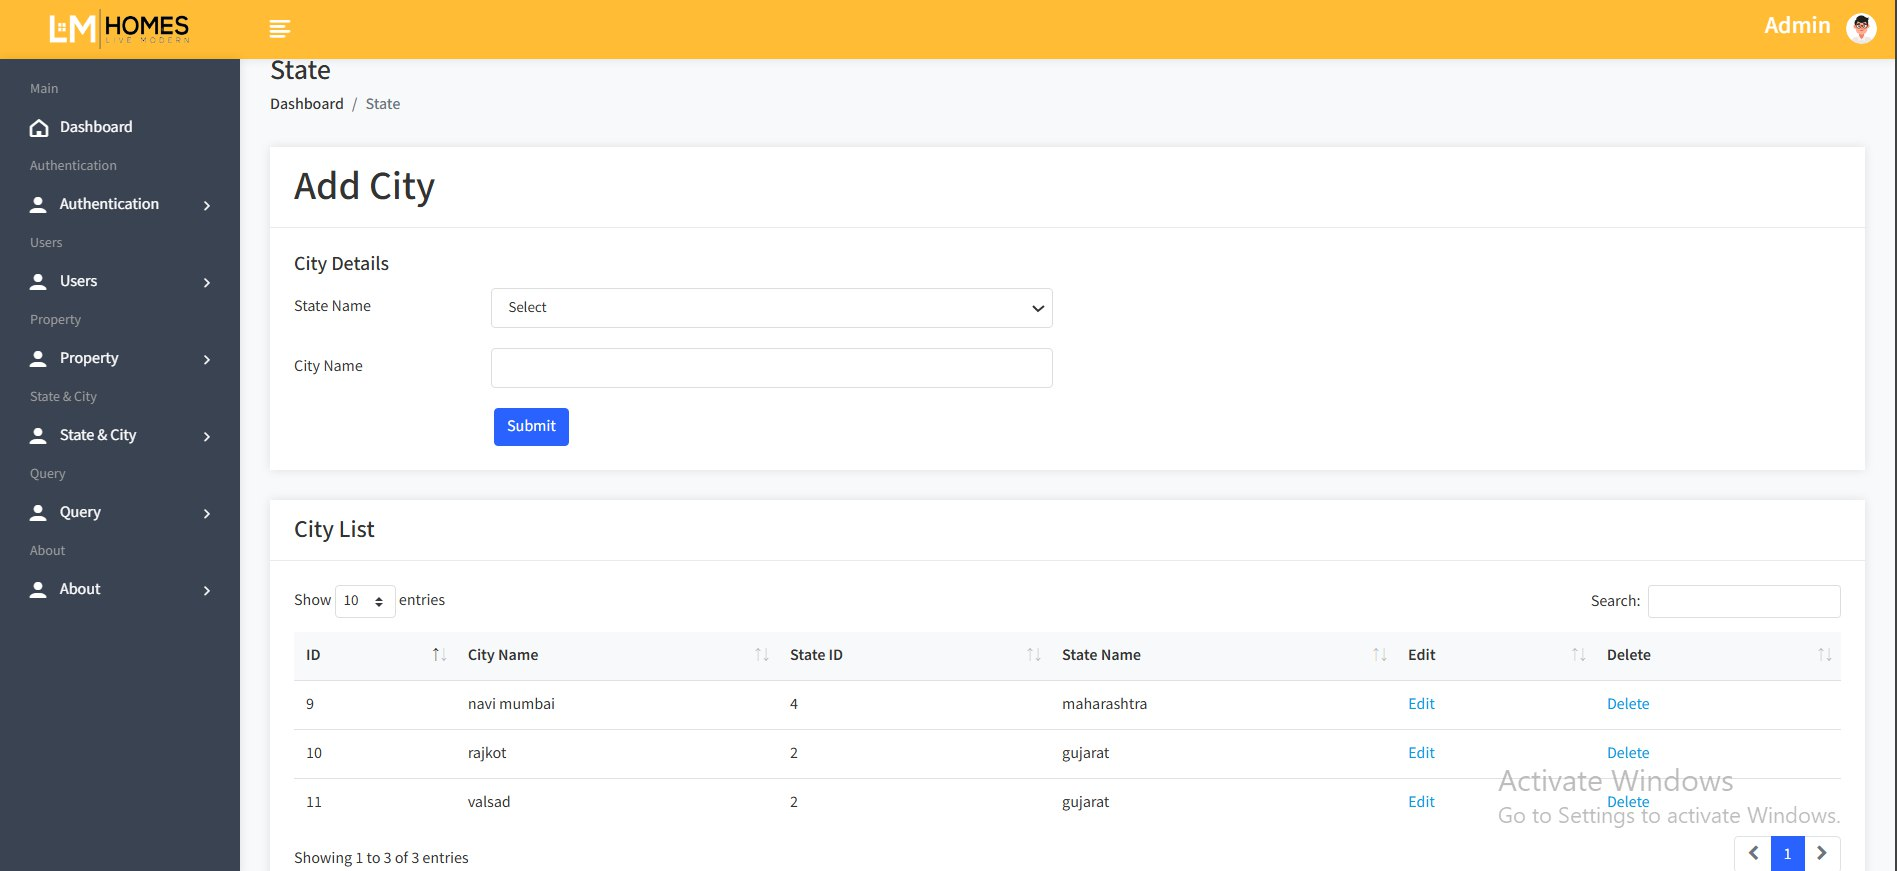 LM HOMES
LIVE MODERN
Admin
Main
Dashboard
Authentication
Authentication
Users
Users
Property
Property
State & City
State & City
Query
Query
About
About
State
Dashboard / State
Add City
City Details
State Name Select
City Name
Submit
City List
Show 10 entries Search:
ID City Name State ID State Name Edit Delete
9 navi mumbai 4 maharashtra Edit Delete
10 rajkot 2 gujarat Edit Delete
11 valsad 2 gujarat Edit Delete
Activate Windows
Go to Settings to activate Windows.
Showing 1 to 3 of 3 entries
1